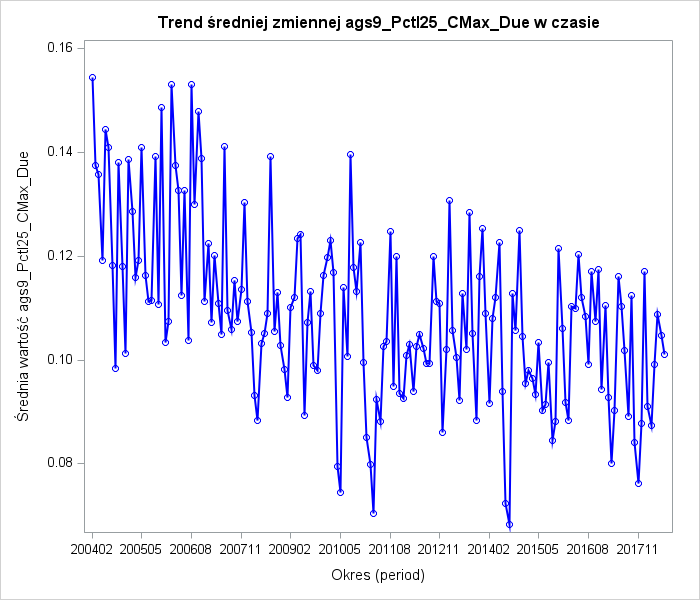 Trend średniej zmiennej ags9_Pctl25_CMax_Due w czasie
0.16
0.14
0.12
0.10
0.08
Średnia wartość ags9_Pctl25_CMax_Due
200402 200505 200608 200711 200902 201005 201108 201211 201402 201505 201608 201711
Okres (period)